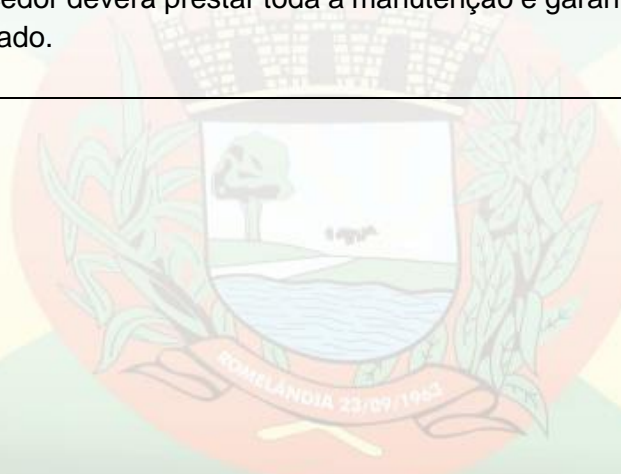 edor deverá prestar toda a manutenção e garan
ado.
ROMELÂNDIA 23/09/1963